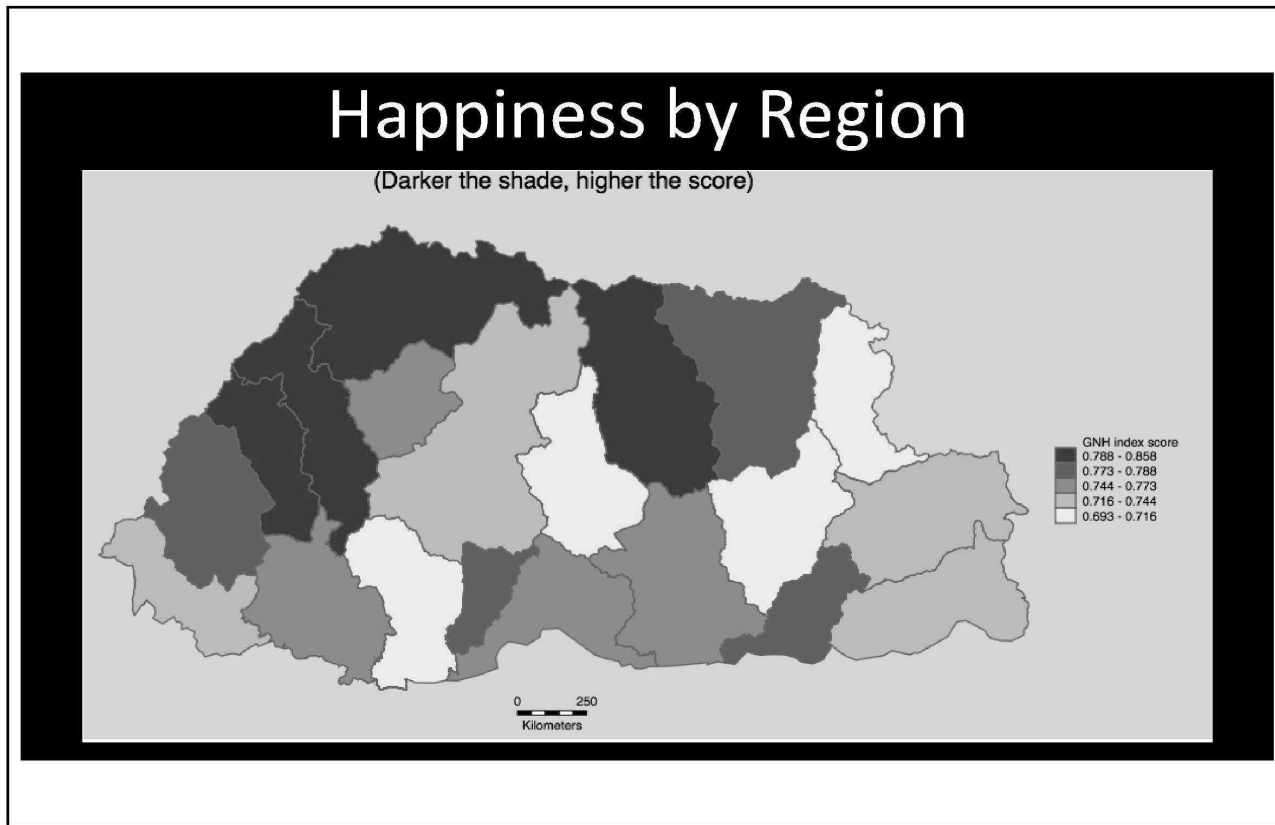 Happiness by Region
(Darker the shade, higher the score)
GNH index score
0.788 - 0.858
0.773 - 0.788
0.744 - 0.773
0.716 - 0.744
0.693 - 0.716
0 250
Kilometers